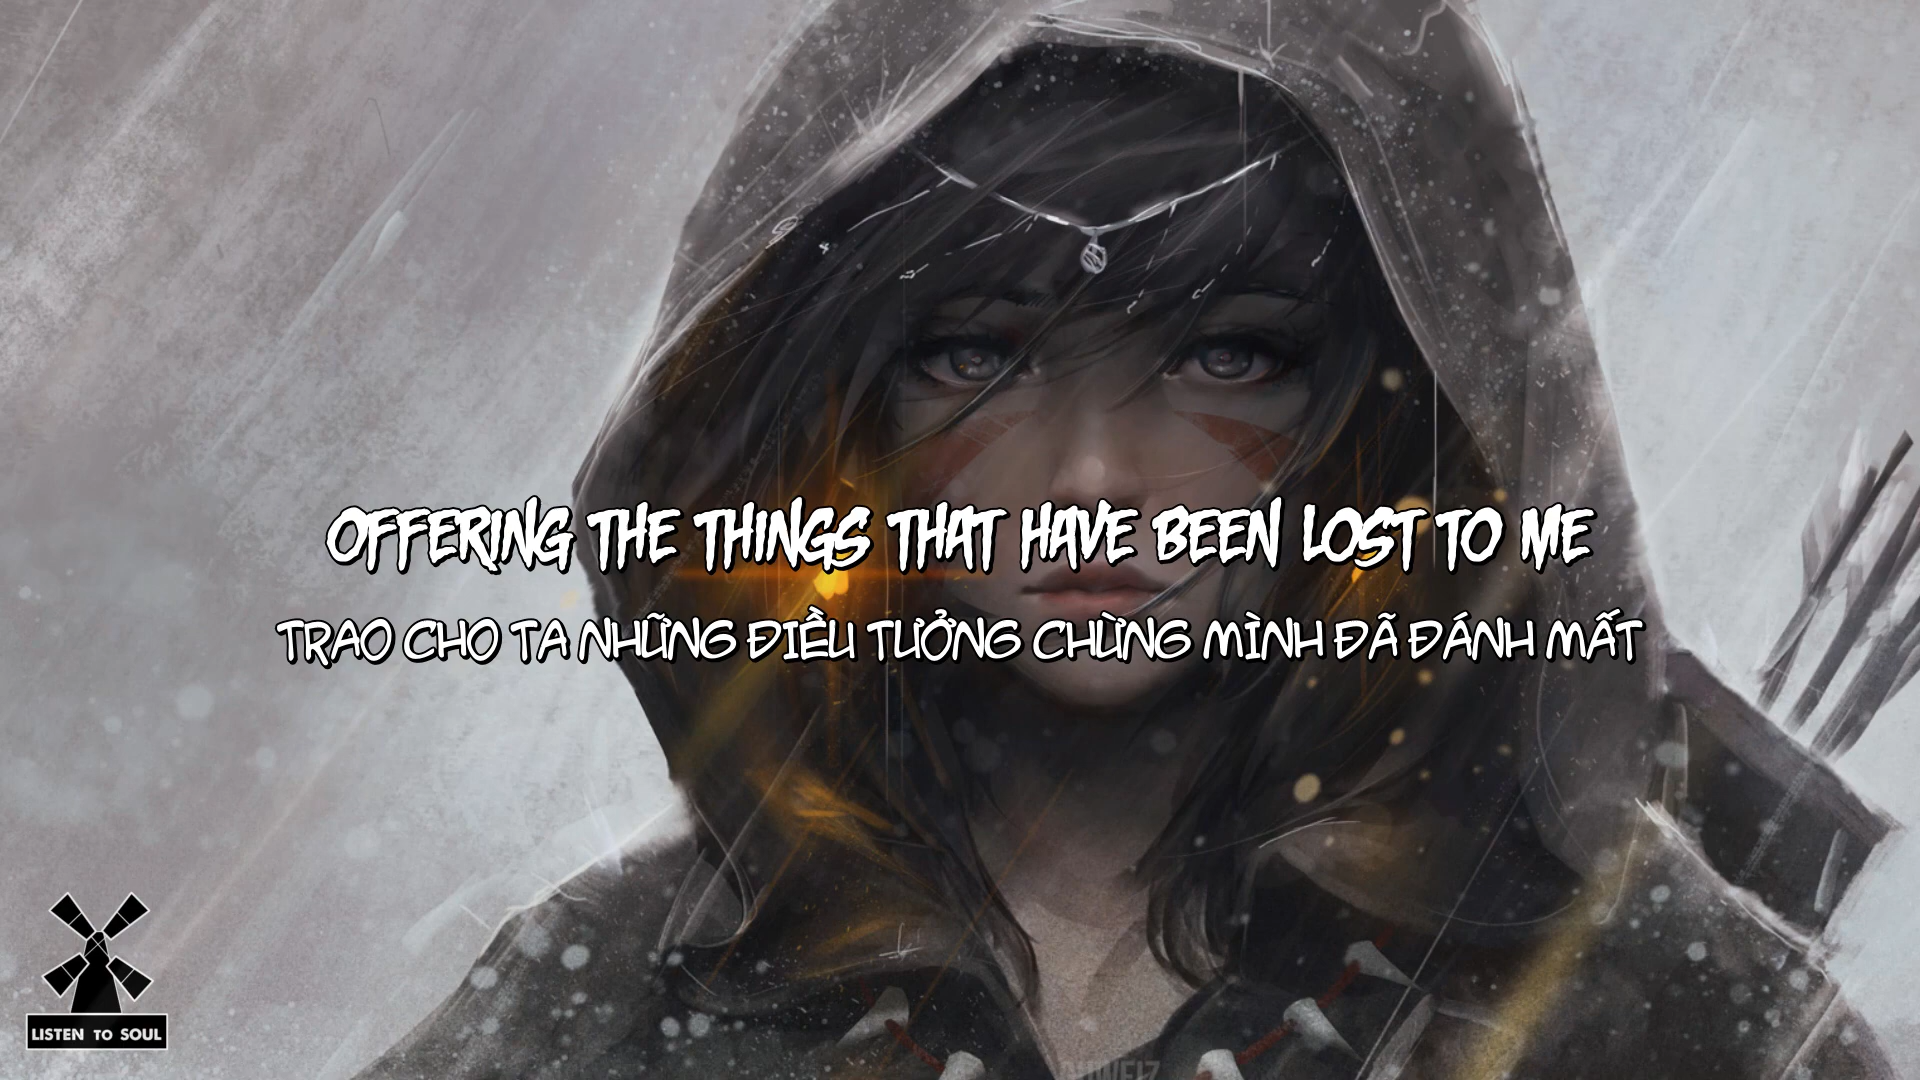 OFFERING THE THINGS THAT HAVE BEEN LOST TO ME
TRAO CHO TA NHỮNG ĐIỀU TƯỞNG CHỪNG MÌNH ĐÃ ĐÁNH MẤT
LISTEN TO SOUL